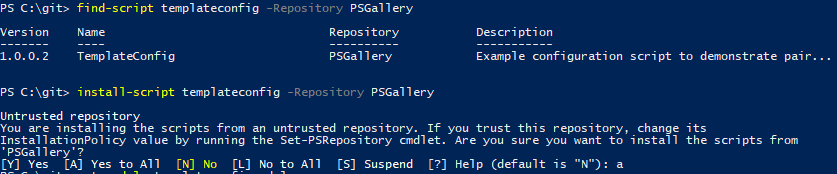 PS C:\git> find-script templateconfig -Repository PSGallery
Version Name Repository Description
------- ---- ---------- -----------
1.0.0.2 TemplateConfig PSGallery Example configuration script to demonstrate pair...
PS C:\git> install-script templateconfig -Repository PSGallery
Untrusted repository
You are installing the scripts from an untrusted repository. If you trust this repository, change its
InstallationPolicy value by running the Set-PSRepository cmdlet. Are you sure you want to install the scripts from
'PSGallery'?
[Y] Yes [A] Yes to All [N] No [L] No to All [S] Suspend [?] Help (default is "N"): a